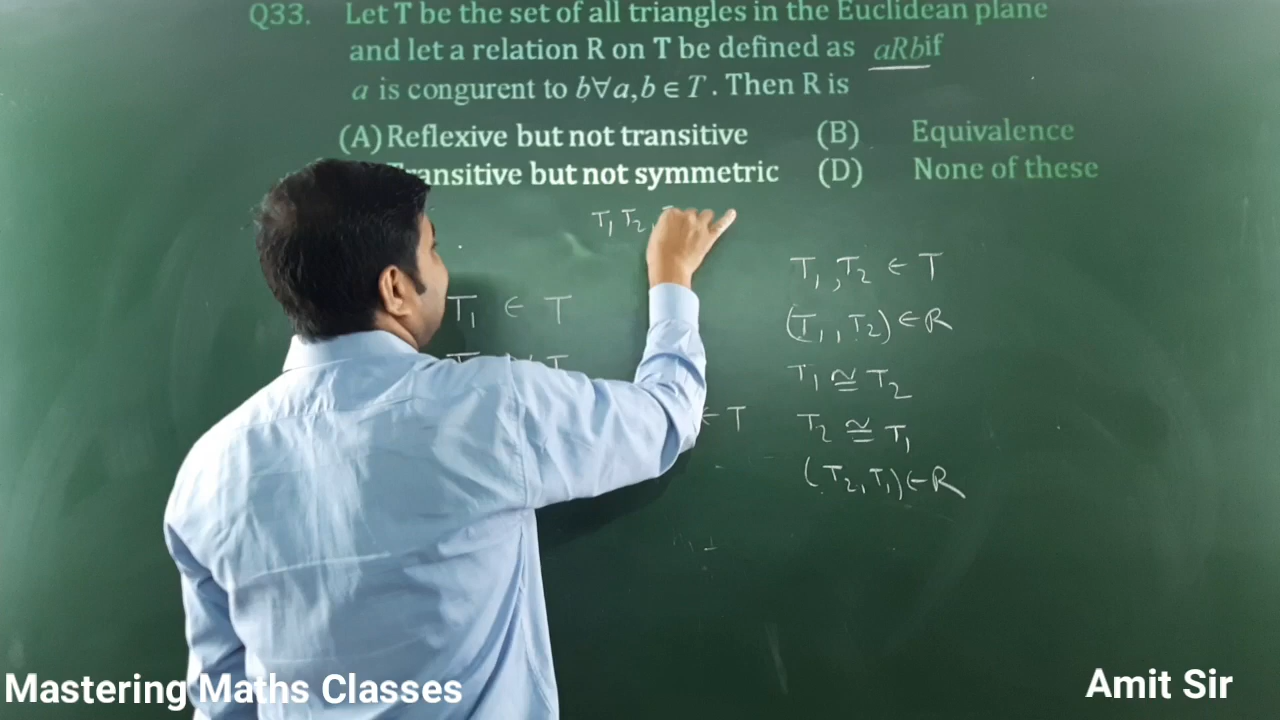 Q33. Let T be the set of all triangles in the Euclidean plane
and let a relation R on T be defined as aRb if
a is congurent to b∀a,b ∈ T. Then R is
(A) Reflexive but not transitive (B) Equivalence
ransitive but not symmetric (D) None of these
T₁ T₂,
T₁ ∈ T
T₁, T₂ ∈ T
(T₁, T₂) ∈ R
T₁ ≅ T₂
∈ T
T₂ ≅ T₁
(T₂, T₁) ∈ R
Mastering Maths Classes
Amit Sir